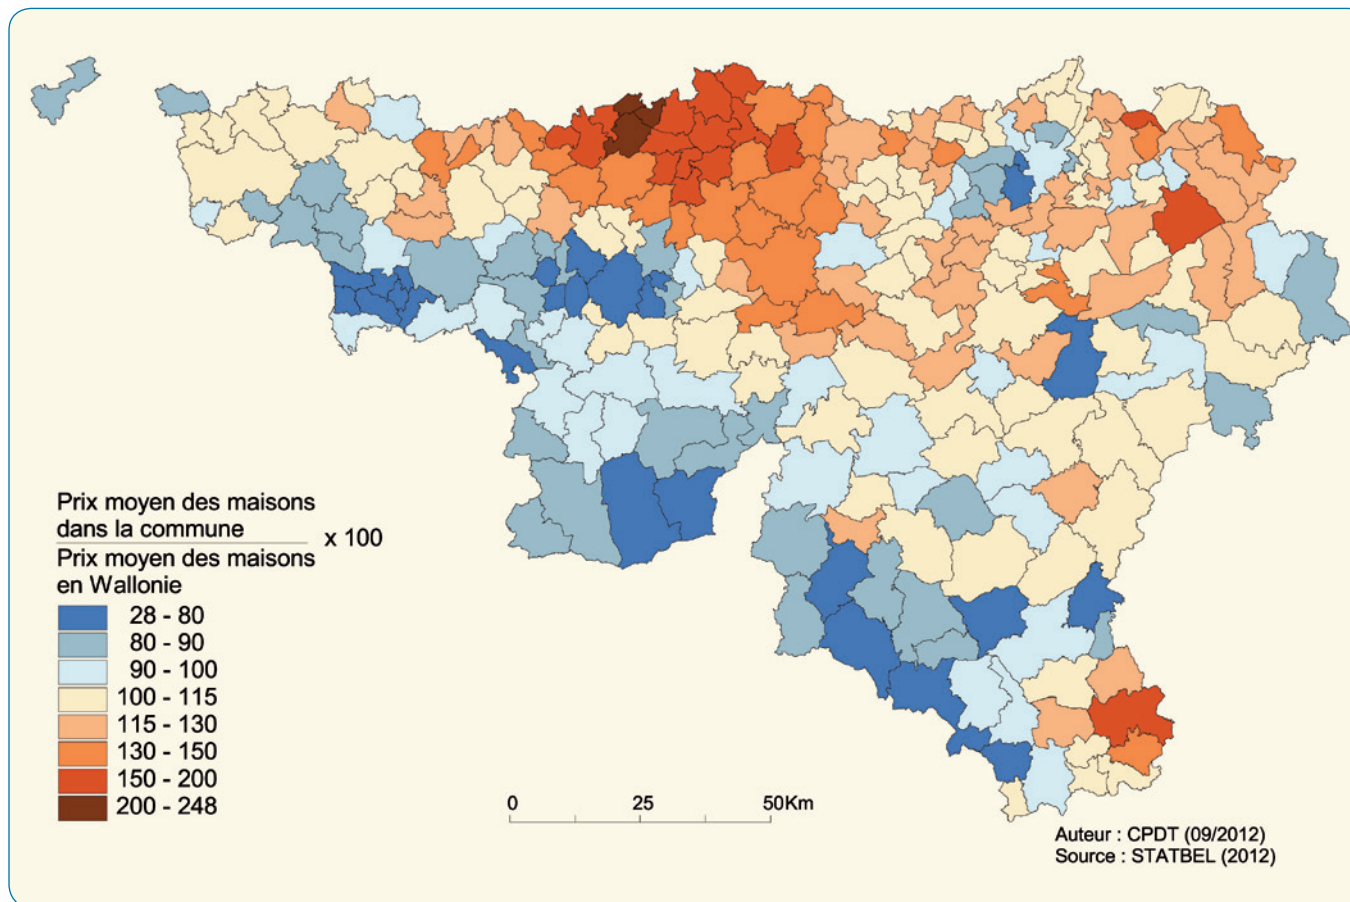 Prix moyen des maisons
dans la commune
x 100
Prix moyen des maisons
en Wallonie
28 - 80
80 - 90
90 - 100
100 - 115
115 - 130
130 - 150
150 - 200
200 - 248
0 25 50Km
Auteur : CPDT (09/2012)
Source : STATBEL (2012)